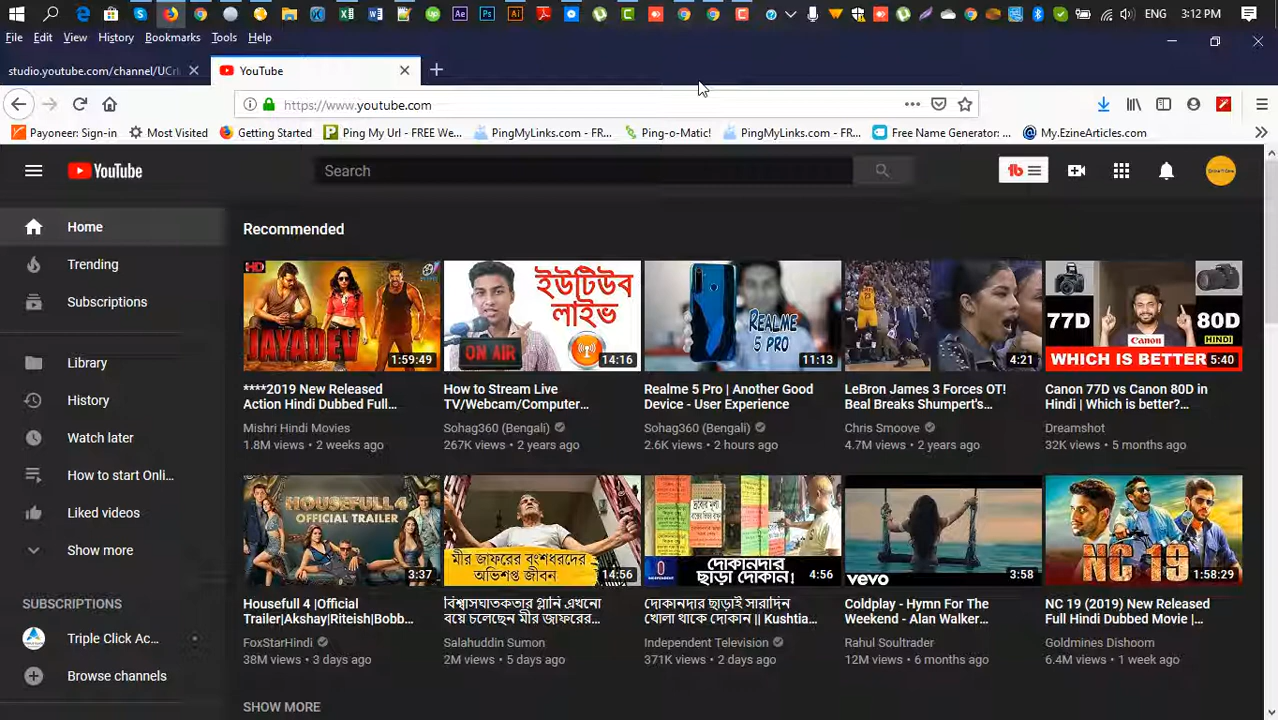 ENG 3:12 PM
File Edit View History Bookmarks Tools Help
studio.youtube.com/channel/UCrl
YouTube
https://www.youtube.com
Payoneer: Sign-in Most Visited Getting Started Ping My Url - FREE We... PingMyLinks.com - FR... Ping-o-Matic! PingMyLinks.com - FR... Free Name Generator: ... My.EzineArticles.com
YouTube
Search
Home
Trending
Subscriptions
Library
History
Watch later
How to start Onli...
Liked videos
Show more
SUBSCRIPTIONS
Triple Click Ac...
Browse channels
Recommended
HD
JAYADEV
1:59:49
****2019 New Released
Action Hindi Dubbed Full...
Mishri Hindi Movies
1.8M views • 2 weeks ago
ইউটিউব
লাইভ
ON AIR
14:16
How to Stream Live
TV/Webcam/Computer...
Sohag360 (Bengali)
267K views • 2 years ago
REALME
5 PRO
11:13
Realme 5 Pro | Another Good
Device - User Experience
Sohag360 (Bengali)
2.6K views • 2 hours ago
4:21
LeBron James 3 Forces OT!
Beal Breaks Shumpert's...
Chris Smoove
4.7M views • 2 years ago
77D
80D
Canon
HINDI
WHICH IS BETTER
5:40
Canon 77D vs Canon 80D in
Hindi | Which is better?...
Dreamshot
32K views • 5 months ago
HOUSEFULL 4
OFFICIAL TRAILER
3:37
Housefull 4 |Official
Trailer|Akshay|Riteish|Bobb...
FoxStarHindi
38M views • 3 days ago
মীর জাফরের বংশধরদের
অভিশপ্ত জীবন
14:56
বিশ্বাসঘাতকতার গ্লানি এখনো
বয়ে চলেছেন মীর জাফরের...
Salahuddin Sumon
2M views • 5 days ago
দোকানদার
ছাড়া দোকান!
4:56
দোকানদার ছাড়াই সারাদিন
খোলা থাকে দোকান || Kushtia...
Independent Television
371K views • 2 days ago
vevo
3:58
Coldplay - Hymn For The
Weekend - Alan Walker...
Rahul Soultrader
12M views • 6 months ago
NC 19
1:58:29
NC 19 (2019) New Released
Full Hindi Dubbed Movie |...
Goldmines Dishoom
6.4M views • 1 week ago
SHOW MORE